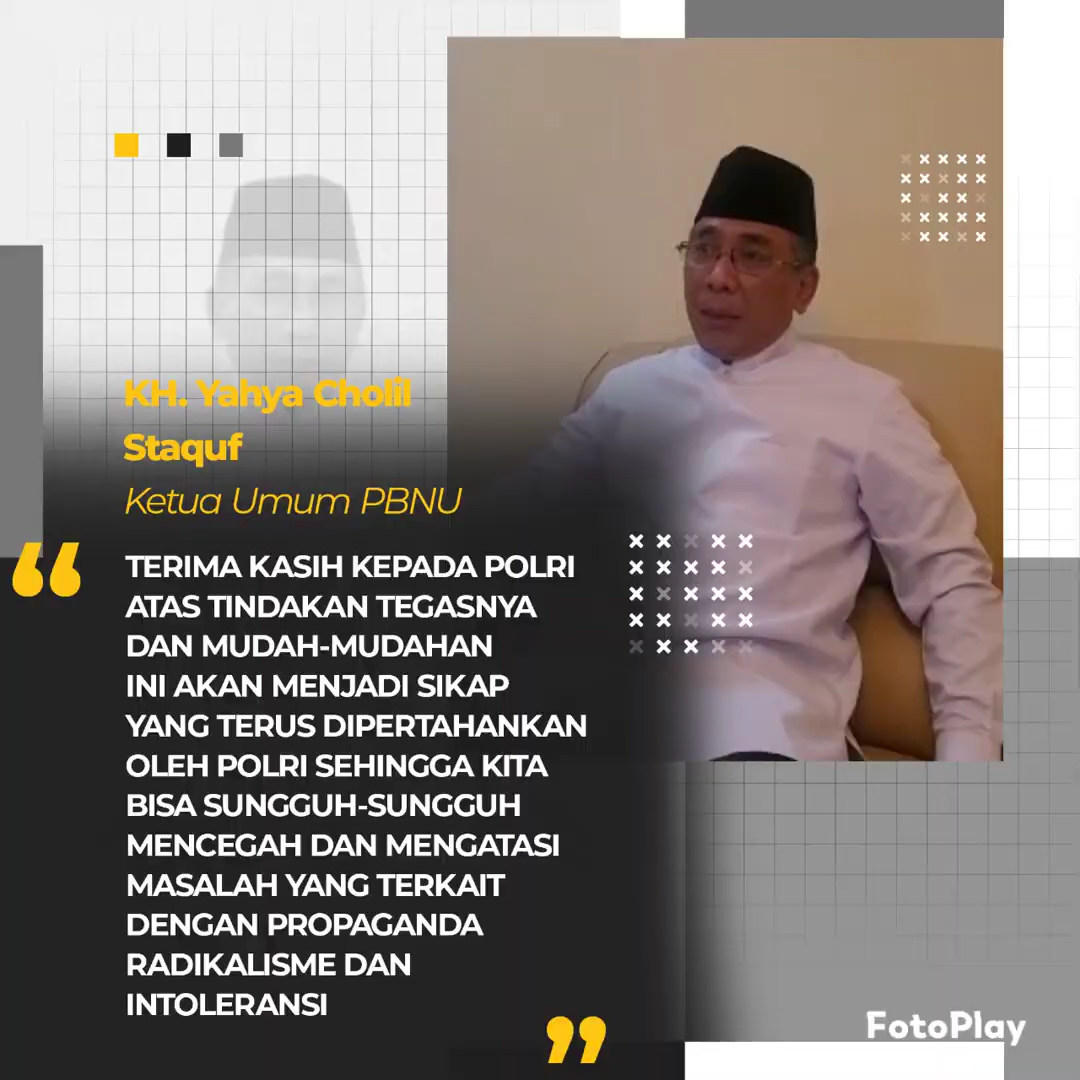 KH. Yahya Cholil
Staquf
Ketua Umum PBNU
“
TERIMA KASIH KEPADA POLRI
ATAS TINDAKAN TEGASNYA
DAN MUDAH-MUDAHAN
INI AKAN MENJADI SIKAP
YANG TERUS DIPERTAHANKAN
OLEH POLRI SEHINGGA KITA
BISA SUNGGUH-SUNGGUH
MENCEGAH DAN MENGATASI
MASALAH YANG TERKAIT
DENGAN PROPAGANDA
RADIKALISME DAN
INTOLERANSI
”
FotoPlay